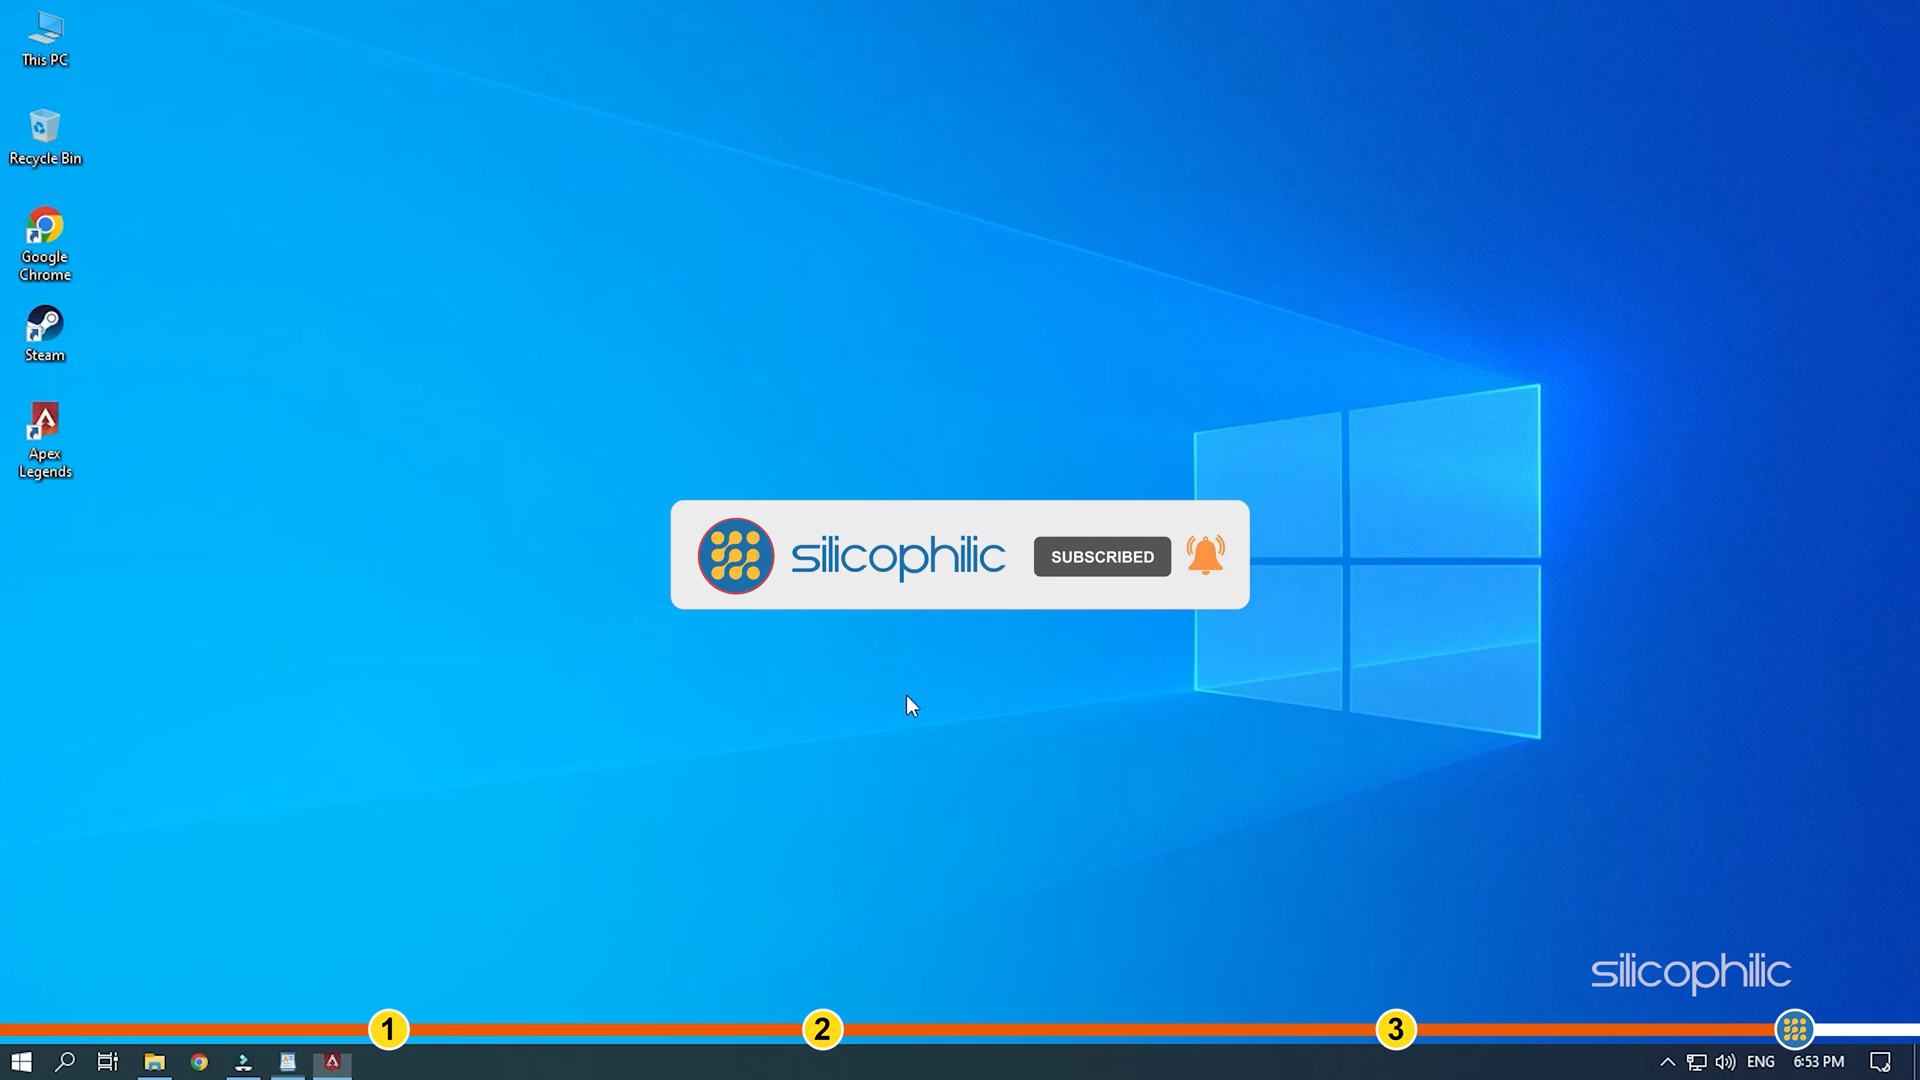 This PC
Recycle Bin
Google
Chrome
Steam
Apex
Legends
silicophilic
SUBSCRIBED
silicophilic
1
2
3
ENG
6:53 PM